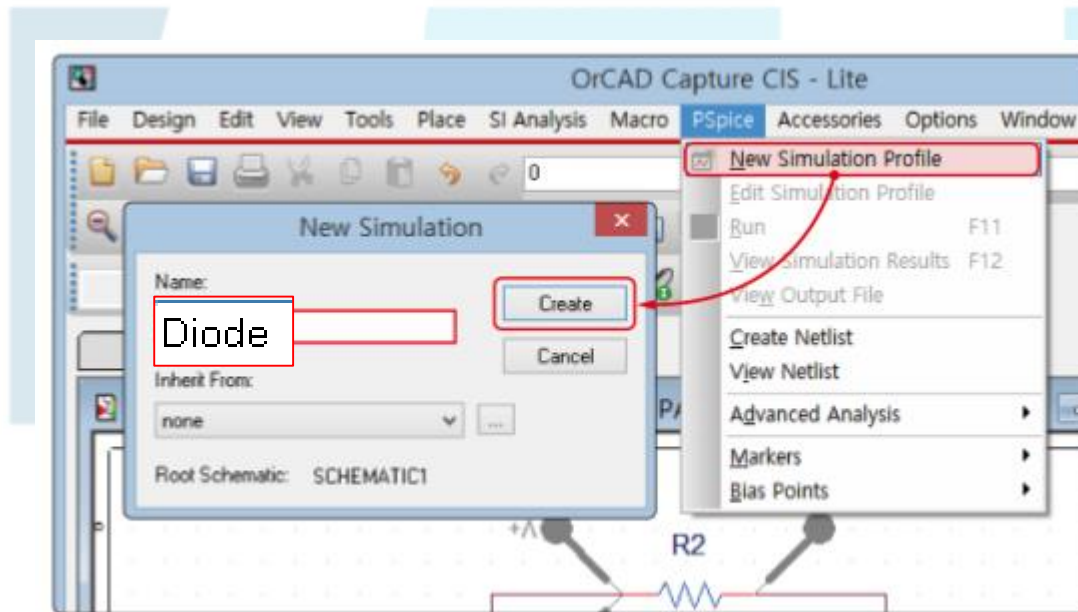 OrCAD Capture CIS - Lite
File Design Edit View Tools Place SI Analysis Macro PSpice Accessories Options Window
0
New Simulation Profile
Edit Simulation Profile
Run F11
View Simulation Results F12
View Output File
Create Netlist
View Netlist
Advanced Analysis
Markers
Bias Points
New Simulation
Name:
Diode
Create
Cancel
Inherit From:
none
...
Root Schematic: SCHEMATIC1
PA
+V
R2